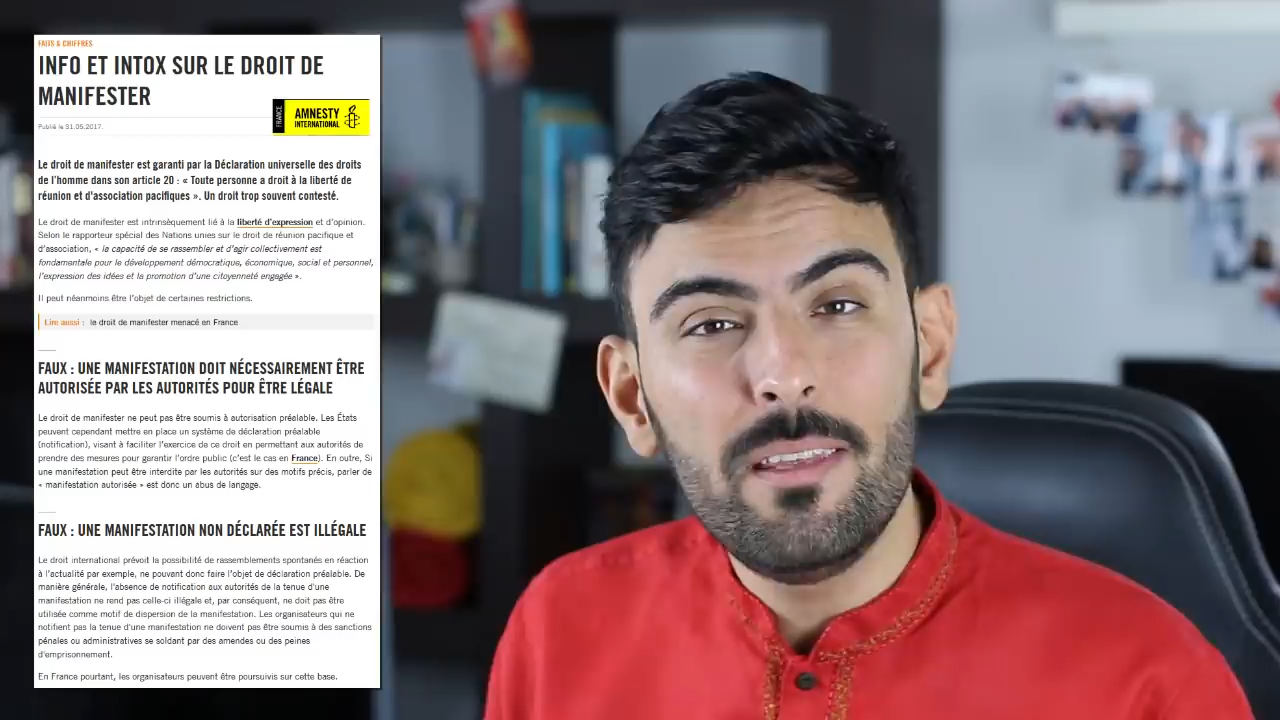 FAITS & CHIFFRES
INFO ET INTOX SUR LE DROIT DE
MANIFESTER
FRANCE
AMNESTY
INTERNATIONAL
Publié le 31.05.2017.
Le droit de manifester est garanti par la Déclaration universelle des droits
de l'homme dans son article 20 : « Toute personne a droit à la liberté de
réunion et d'association pacifiques ». Un droit trop souvent contesté.
Le droit de manifester est intrinsèquement lié à la liberté d'expression et d'opinion.
Selon le rapporteur spécial des Nations unies sur le droit de réunion pacifique et
d'association, « la capacité de se rassembler et d'agir collectivement est
fondamentale pour le développement démocratique, économique, social et personnel,
l'expression des idées et la promotion d'une citoyenneté engagée ».
Il peut néanmoins être l'objet de certaines restrictions.
Lire aussi : le droit de manifester menacé en France
FAUX : UNE MANIFESTATION DOIT NÉCESSAIREMENT ÊTRE
AUTORISÉE PAR LES AUTORITÉS POUR ÊTRE LÉGALE
Le droit de manifester ne peut pas être soumis à autorisation préalable. Les États
peuvent cependant mettre en place un système de déclaration préalable
(notification), visant à faciliter l'exercice de ce droit en permettant aux autorités de
prendre des mesures pour garantir l'ordre public (c'est le cas en France). En outre, Si
une manifestation peut être interdite par les autorités sur des motifs précis, parler de
« manifestation autorisée » est donc un abus de langage.
FAUX : UNE MANIFESTATION NON DÉCLARÉE EST ILLÉGALE
Le droit international prévoit la possibilité de rassemblements spontanés en réaction
à l'actualité par exemple, ne pouvant donc faire l'objet de déclaration préalable. De
manière générale, l'absence de notification aux autorités de la tenue d'une
manifestation ne rend pas celle-ci illégale et, par conséquent, ne doit pas être
utilisée comme motif de dispersion de la manifestation. Les organisateurs qui ne
notifient pas la tenue d'une manifestation ne doivent pas être soumis à des sanctions
pénales ou administratives se soldant par des amendes ou des peines
d'emprisonnement.
En France pourtant, les organisateurs peuvent être poursuivis sur cette base.